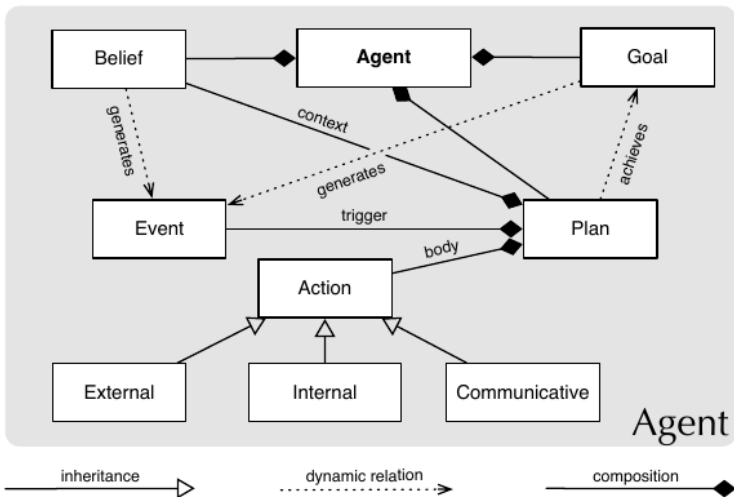 Belief
Agent
Goal
generates
context
generates
achieves
Event
trigger
Plan
body
Action
External
Internal
Communicative
Agent
inheritance
dynamic relation
composition